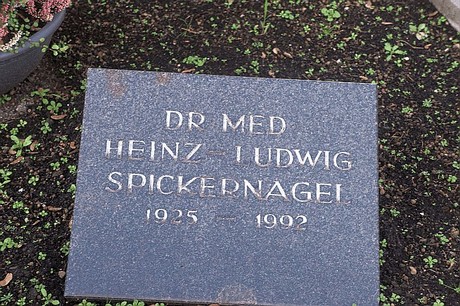 DR MED
HEINZ-LUDWIG
SPICKERNAGEL
1925 – 1992